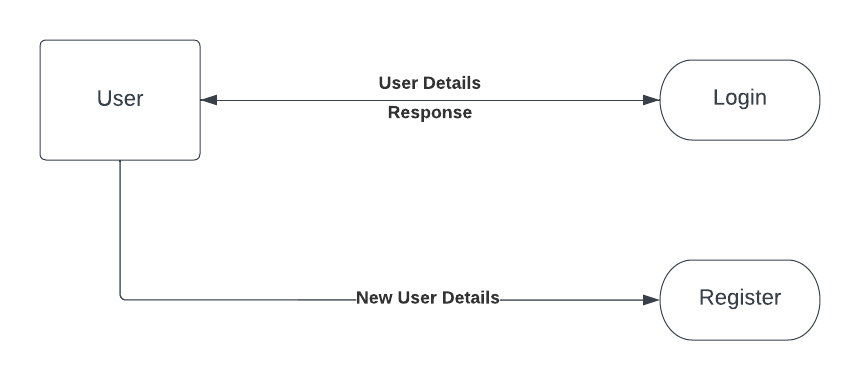 User
User Details
Response
Login
New User Details
Register